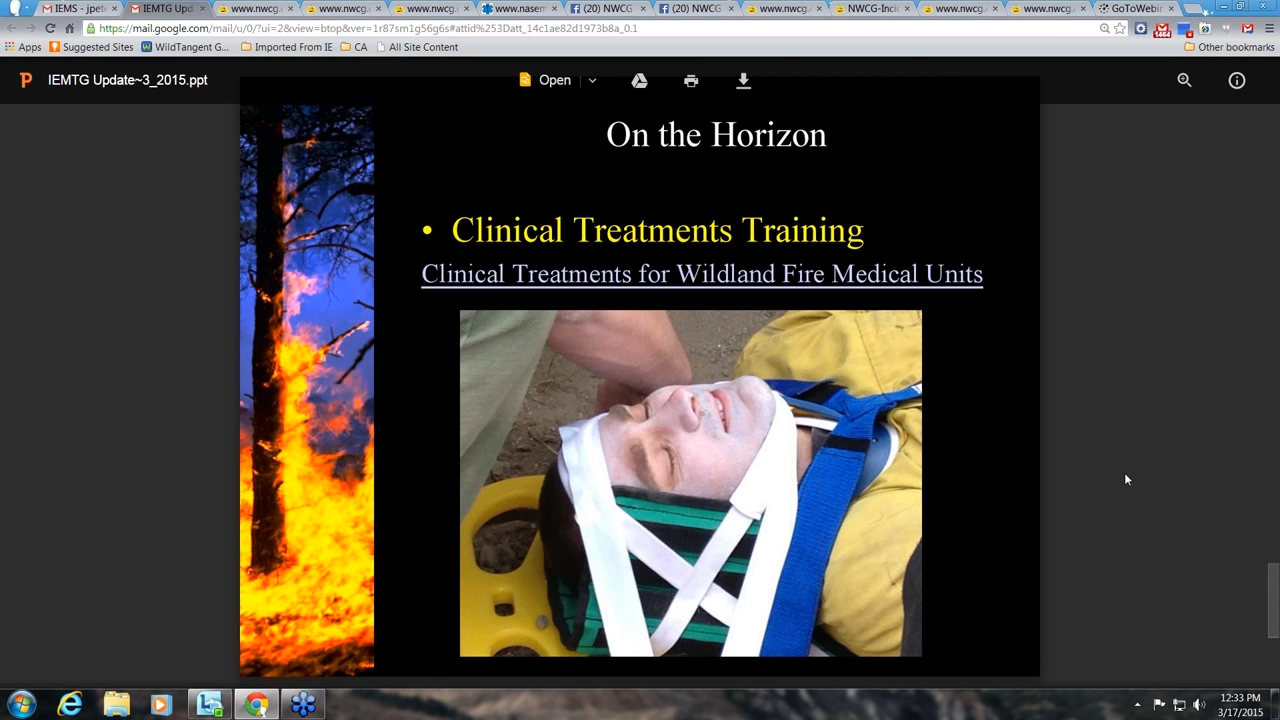 IEMS - jpet
IEMTG Upd
www.nwcg.
www.nwcg.i
www.nwcg.
www.nasem
(20) NWCG
(20) NWCG
www.nwcg.
NWCG-Inci
www.nwcg.
www.nwcg.
GoToWebin
https://mail.google.com/mail/u/0/?ui=2&view=btop&ver=1r87sm1g56g6s#attid%253Datt_14c1ae82d1973b8a_0.1
Apps
Suggested Sites
WildTangent G...
Imported From IE
CA
All Site Content
Other bookmarks
IEMTG Update~3_2015.ppt
Open
On the Horizon
• Clinical Treatments Training
Clinical Treatments for Wildland Fire Medical Units
12:33 PM
3/17/2015